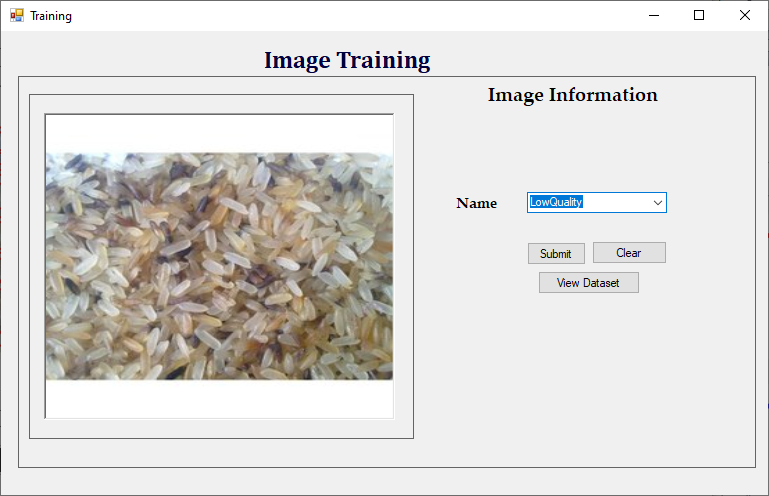 Training
Image Training
Image Information
Name
LowQuality
Submit
Clear
View Dataset